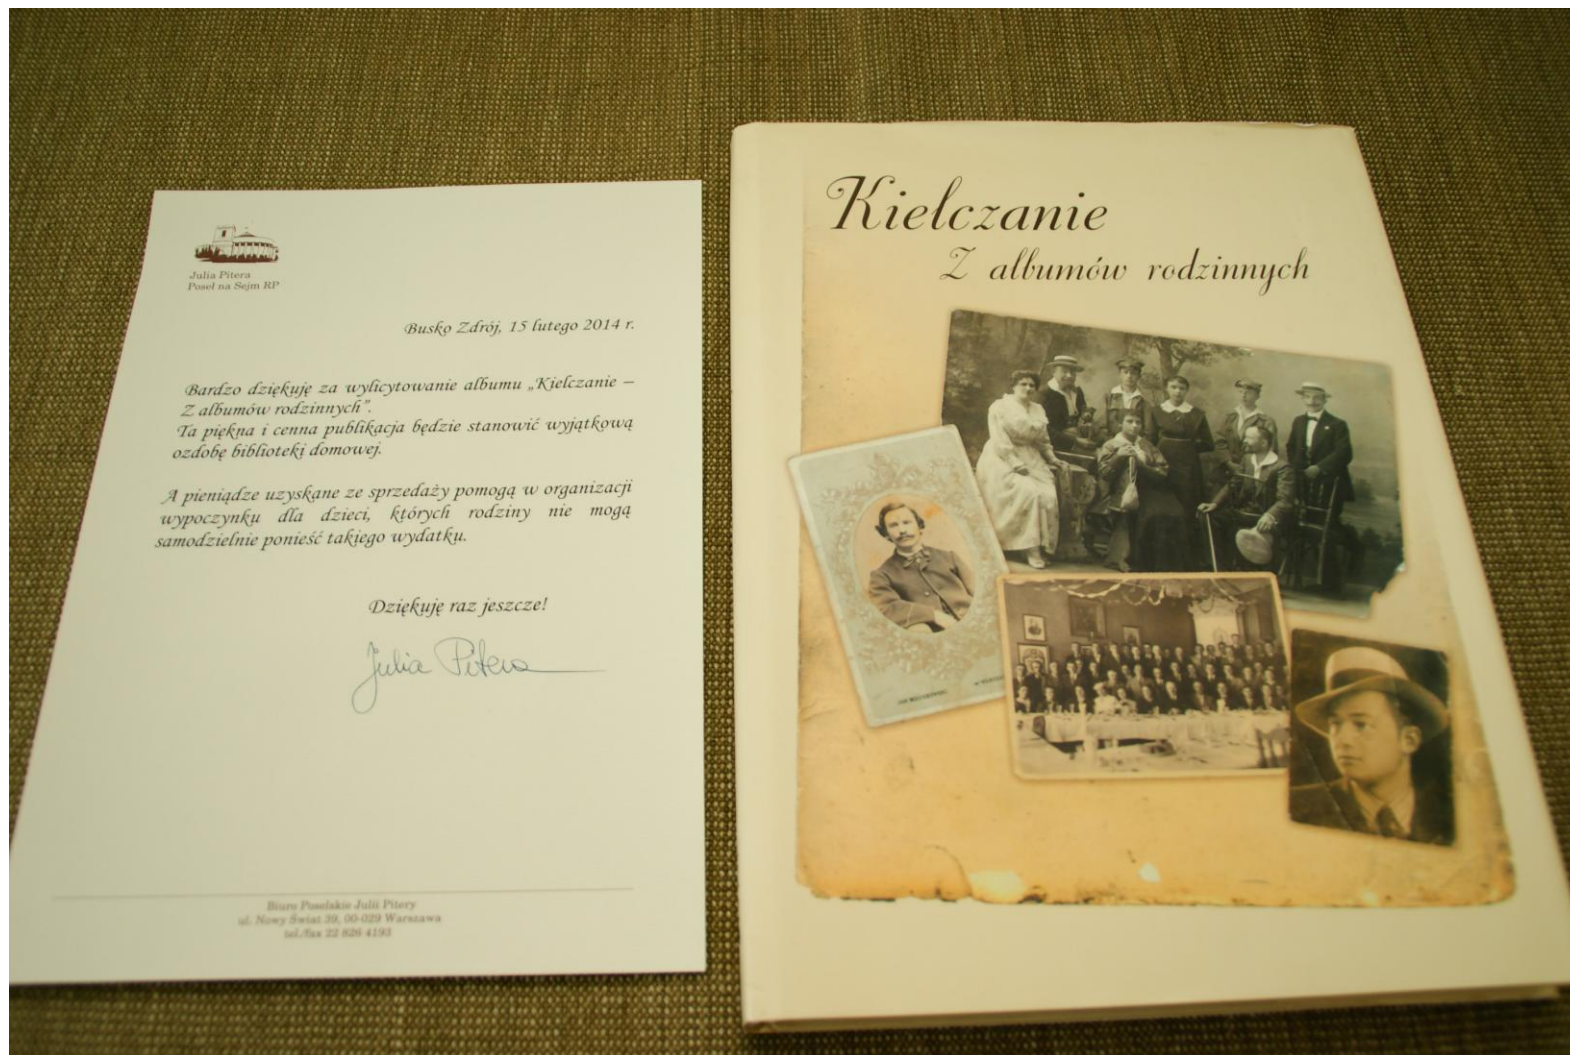 Julia Pitera
Poseł na Sejm RP
Busko Zdrój, 15 lutego 2014 r.
Bardzo dziękuję za wylicytowanie albumu „Kielczanie –
Z albumów rodzinnych”.
Ta piękna i cenna publikacja będzie stanowić wyjątkową
ozdobę biblioteki domowej.
A pieniądze uzyskane ze sprzedaży pomogą w organizacji
wypoczynku dla dzieci, których rodziny nie mogą
samodzielnie ponieść takiego wydatku.
Dziękuję raz jeszcze!
Julia Pitera
Biuro Poselskie Julii Pitery
ul. Nowy Świat 39, 00-029 Warszawa
tel./fax 22 826 4193
Kielczanie
Z albumów rodzinnych